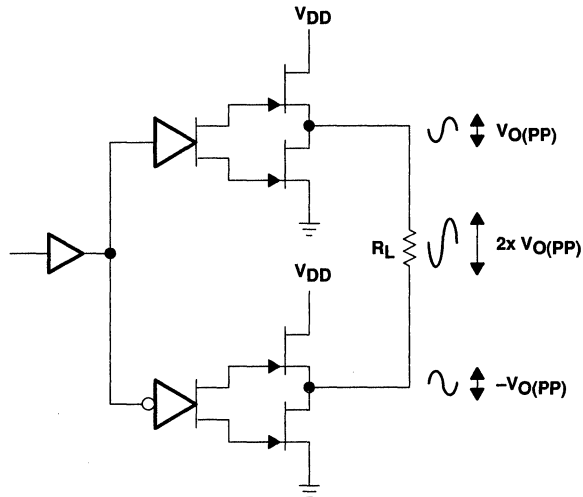 VDD
VO(PP)
RL
2x VO(PP)
VDD
–VO(PP)